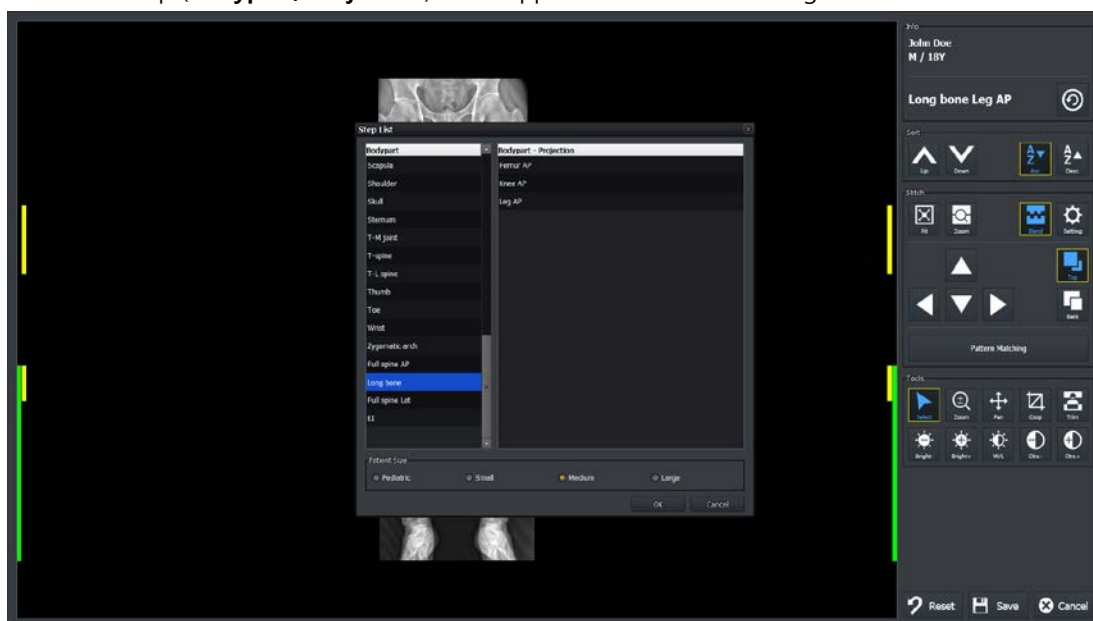 Info
John Doe
M / 18Y
Long bone Leg AP
Step List
Bodypart
Scapula
Shoulder
Skull
Sternum
T-M joint
T-spine
T-L spine
Thumb
Toe
Wrist
Zygomatic arch
Full spine AP
Long bone
Full spine Lat
Bodypart - Projection
Femur AP
Knee AP
Leg AP
Patient Size
Pediatric Small Medium Large
OK Cancel
Sort
Up Down Asc Desc
Stitch
Fit Zoom Blend Setting
Top
Back
Pattern Matching
Tools
Select Zoom Pan Crop Trim
Bright- Bright+ W/L Ctrs- Ctrs+
Reset Save Cancel